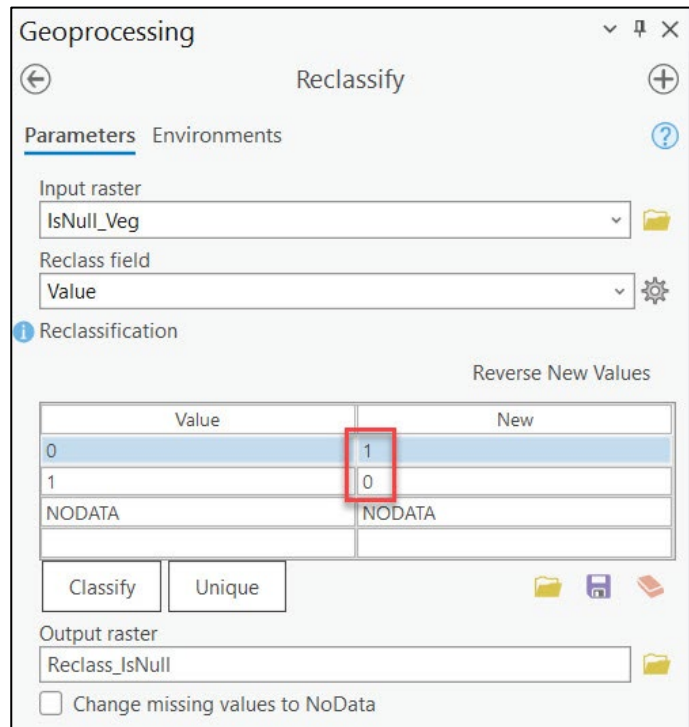 Geoprocessing
Reclassify
Parameters Environments
Input raster
IsNull_Veg
Reclass field
Value
Reclassification
Reverse New Values
Value New
0 1
1 0
NODATA NODATA
Classify Unique
Output raster
Reclass_IsNull
Change missing values to NoData